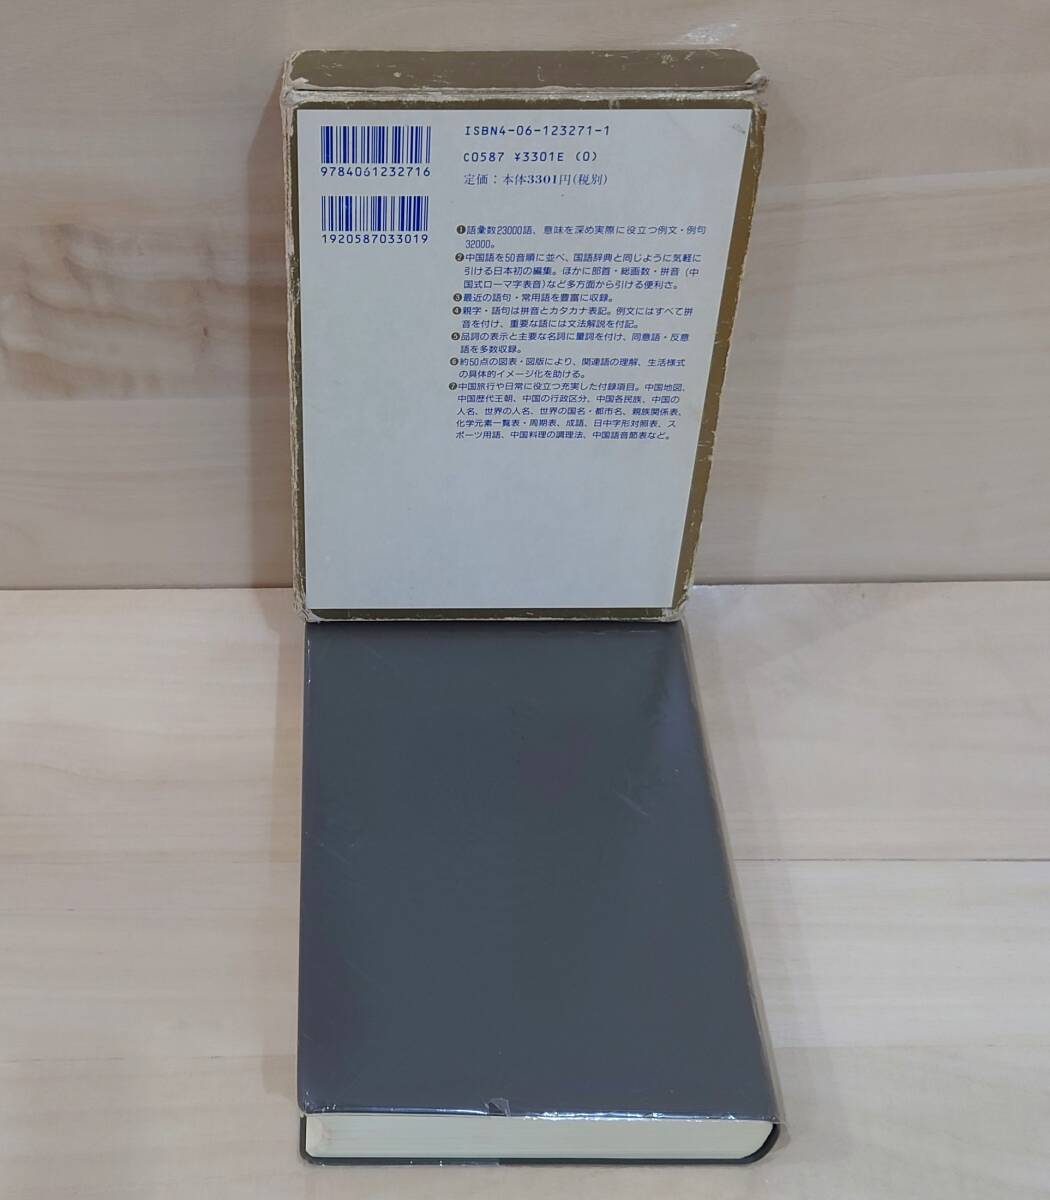 ISBN4-06-123271-1
C0587 ¥3301E (0)
定価：本体3301円(税別)
9784061232716
1920587033019
❶語彙数23000語、意味を深め実際に役立つ例文・例句
32000。
❷中国語を50音順に並べ、国語辞典と同じように気軽に
引ける日本初の編集。ほかに部首・総画数・拼音 (中
国式ローマ字表音)など多方面から引ける便利さ。
❸最近の語句・常用語を豊富に収録。
❹親字・語句は拼音とカタカナ表記。例文にはすべて拼
音を付け、重要な語には文法解説を付記。
❺品詞の表示と主要な名詞に量詞を付け、同意語・反意
語を多数収録。
❻約50点の図表・図版により、関連語の理解、生活様式
の具体的イメージ化を助ける。
❼中国旅行や日常に役立つ充実した付録項目。中国地図、
中国歴代王朝、中国の行政区分、中国各民族、中国の
人名、世界の人名、世界の国名・都市名、親族関係表、
化学元素一覧表・周期表、成語、日中字形対照表、ス
ポーツ用語、中国料理の調理法、中国語音節表など。